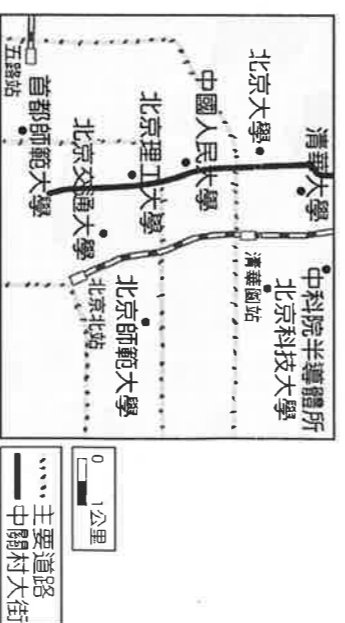 清華大學
中科院半導體所
北京科技大學
北京大學
清華園站
中國人民大學
北京理工大學
北京師範大學
北京北站
北京交通大學
首都師範大學
五路站
0 1公里
主要道路
中關村大街